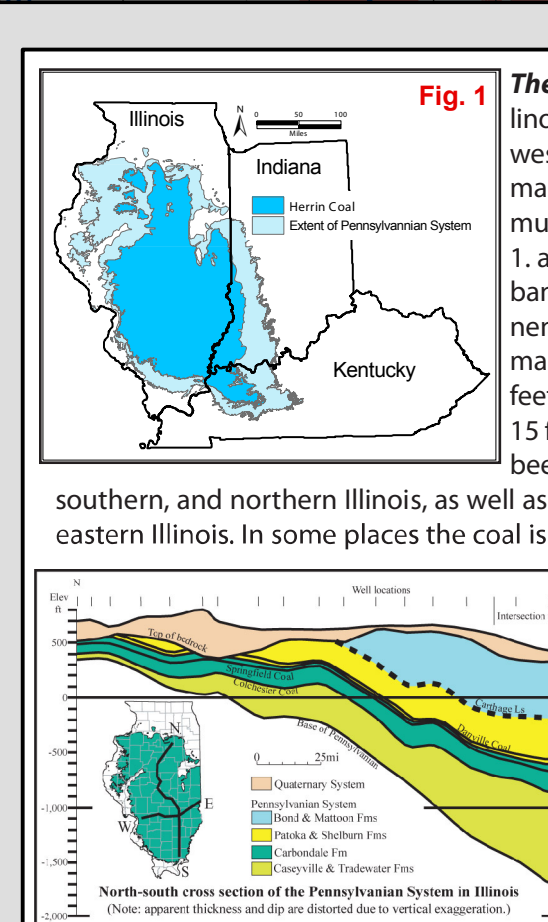 Fig. 1
N
0 50 100
Miles
Illinois
Indiana
Herrin Coal
Extent of Pennsylvannian System
Kentucky
The
lino
wes
ma
mu
1. a
bar
ner
ma
feet
15 f
bee
southern, and northern Illinois, as well as
eastern Illinois. In some places the coal is
N
Elev
ft
Well locations
Intersection
500
Top of bedrock
Springfield Coal
Colchester Coal
0
Carthage Ls
Danville Coal
Base of Pennsylvanian
-500
N
0 25mi
E
W
S
Quaternary System
Pennsylvanian System
Bond & Mattoon Fms
Patoka & Shelburn Fms
Carbondale Fm
Caseyville & Tradewater Fms
-1,000
-1,500
-2,000
North-south cross section of the Pennsylvanian System in Illinois
(Note: apparent thickness and dip are distorted due to vertical exaggeration.)